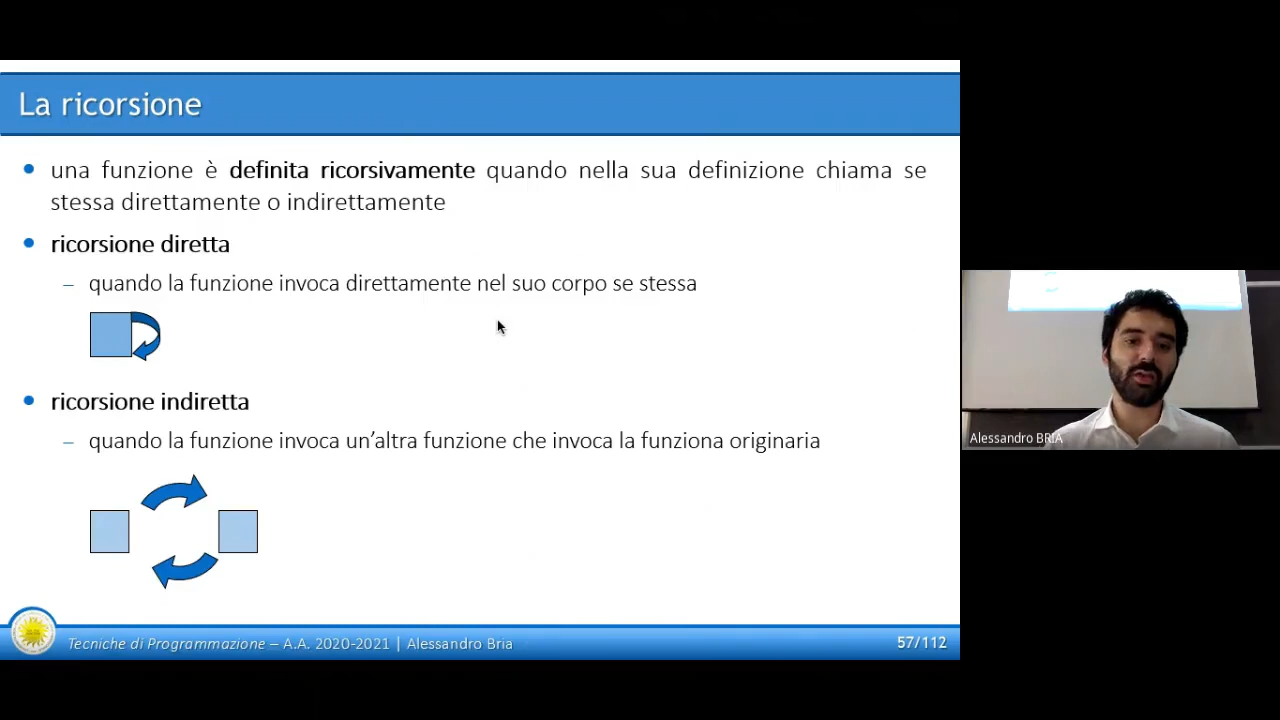 La ricorsione
• una funzione è definita ricorsivamente quando nella sua definizione chiama se
stessa direttamente o indirettamente
• ricorsione diretta
– quando la funzione invoca direttamente nel suo corpo se stessa
• ricorsione indiretta
– quando la funzione invoca un’altra funzione che invoca la funziona originaria
Tecniche di Programmazione – A.A. 2020-2021 | Alessandro Bria
57/112
Alessandro BRIA